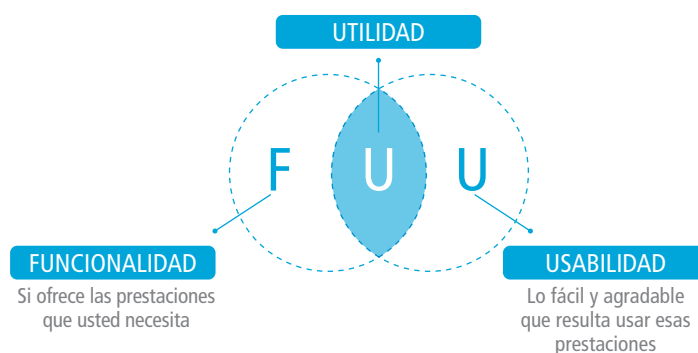 UTILIDAD
F U U
FUNCIONALIDAD
Si ofrece las prestaciones
que usted necesita
USABILIDAD
Lo fácil y agradable
que resulta usar esas
prestaciones